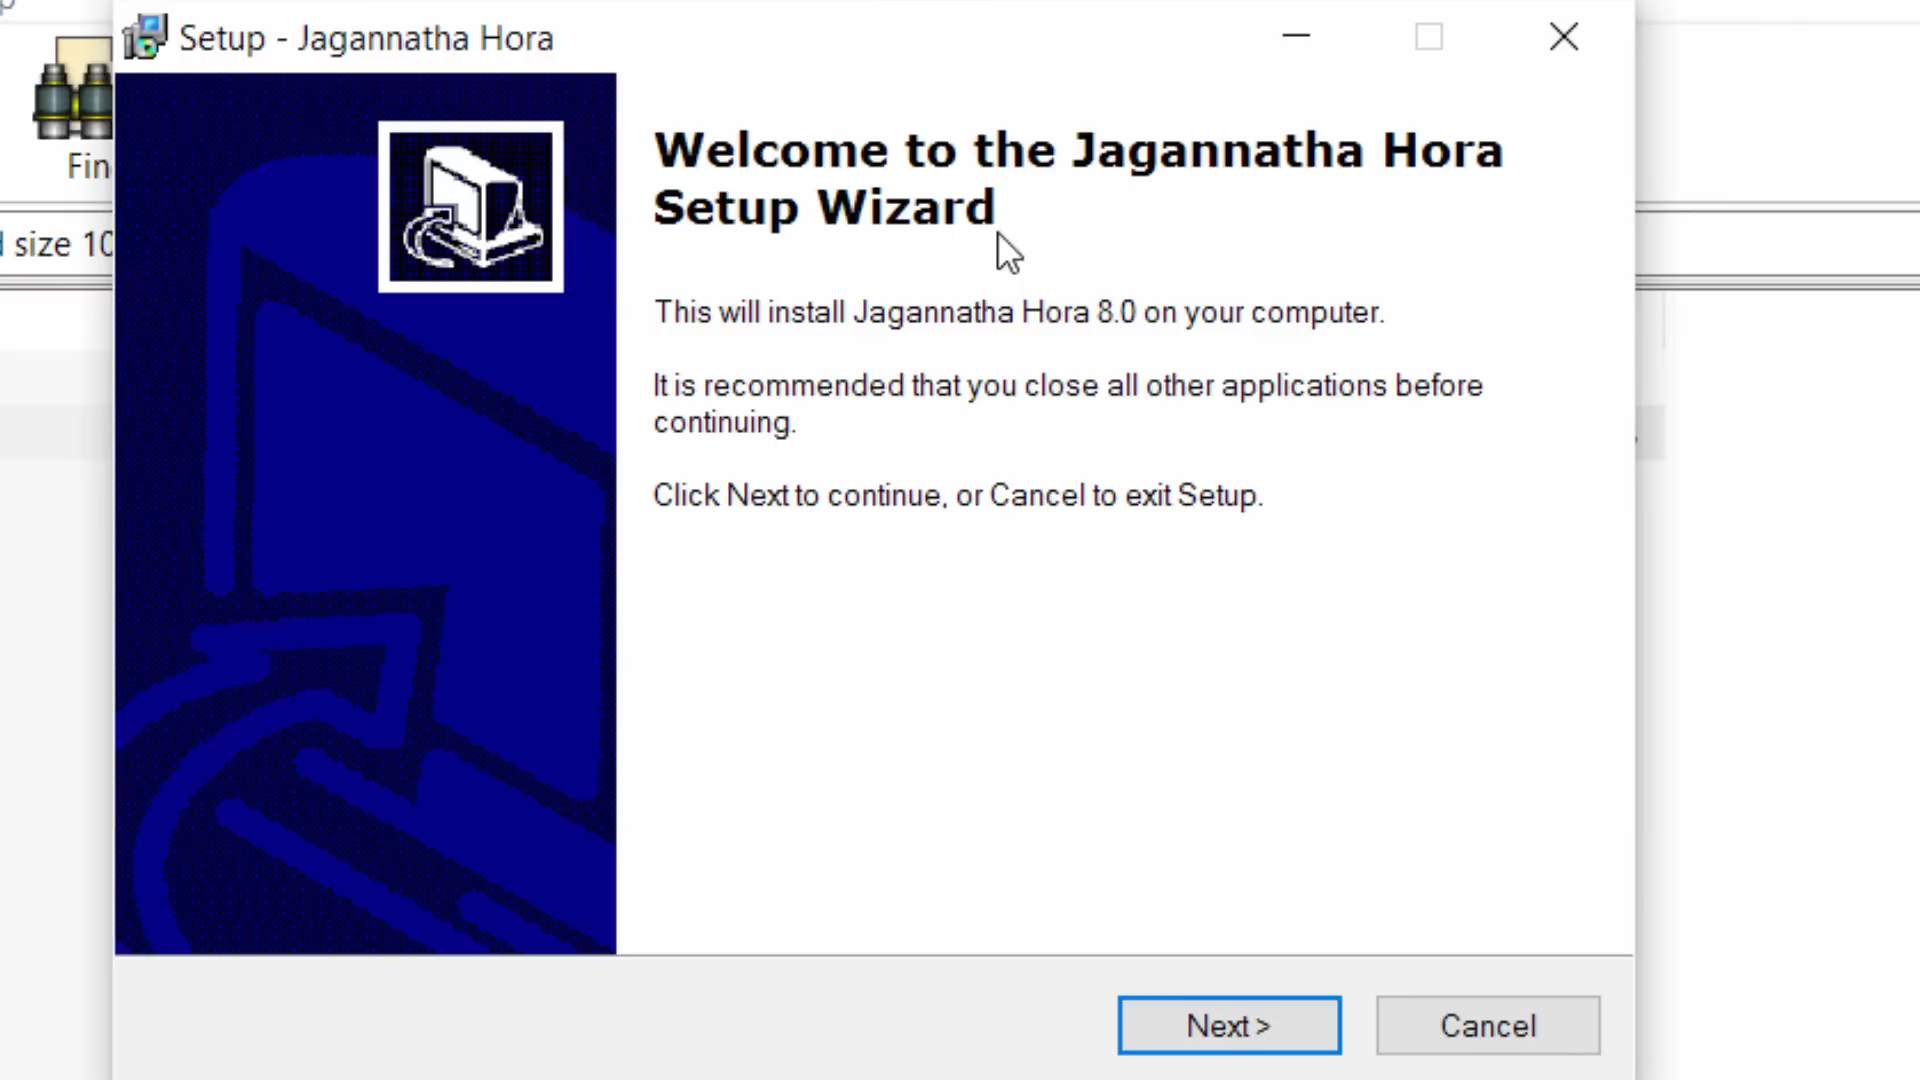 Setup - Jagannatha Hora
size 10
Welcome to the Jagannatha Hora
Setup Wizard
This will install Jagannatha Hora 8.0 on your computer.
It is recommended that you close all other applications before
continuing.
Click Next to continue, or Cancel to exit Setup.
Next >
Cancel